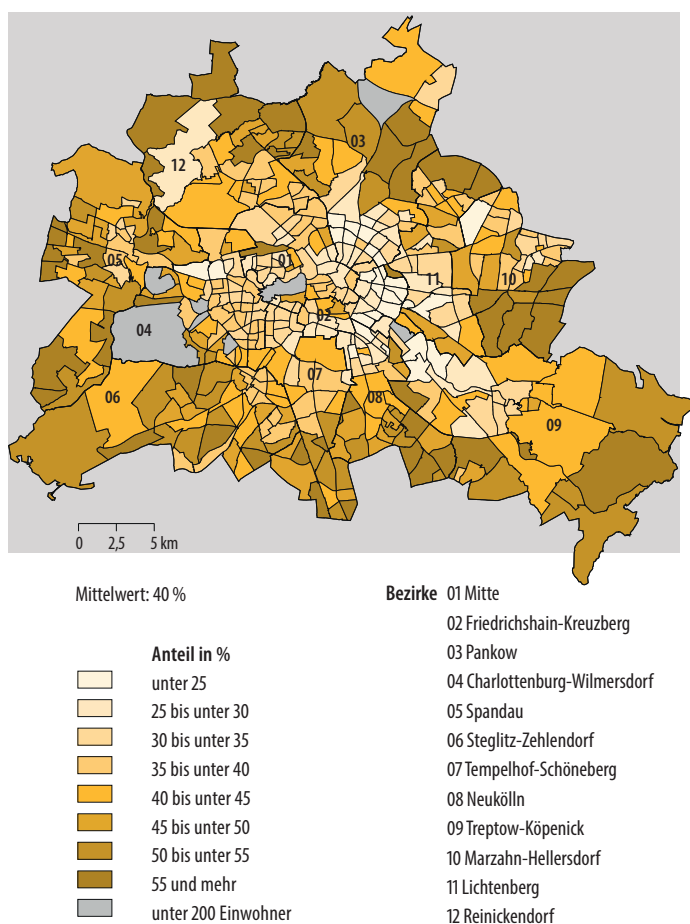 03
12
01
05
11
10
04
02
07
06
08
09
0 2,5 5 km
Mittelwert: 40 %
Anteil in %
unter 25
25 bis unter 30
30 bis unter 35
35 bis unter 40
40 bis unter 45
45 bis unter 50
50 bis unter 55
55 und mehr
unter 200 Einwohner
Bezirke 01 Mitte
02 Friedrichshain-Kreuzberg
03 Pankow
04 Charlottenburg-Wilmersdorf
05 Spandau
06 Steglitz-Zehlendorf
07 Tempelhof-Schöneberg
08 Neukölln
09 Treptow-Köpenick
10 Marzahn-Hellersdorf
11 Lichtenberg
12 Reinickendorf